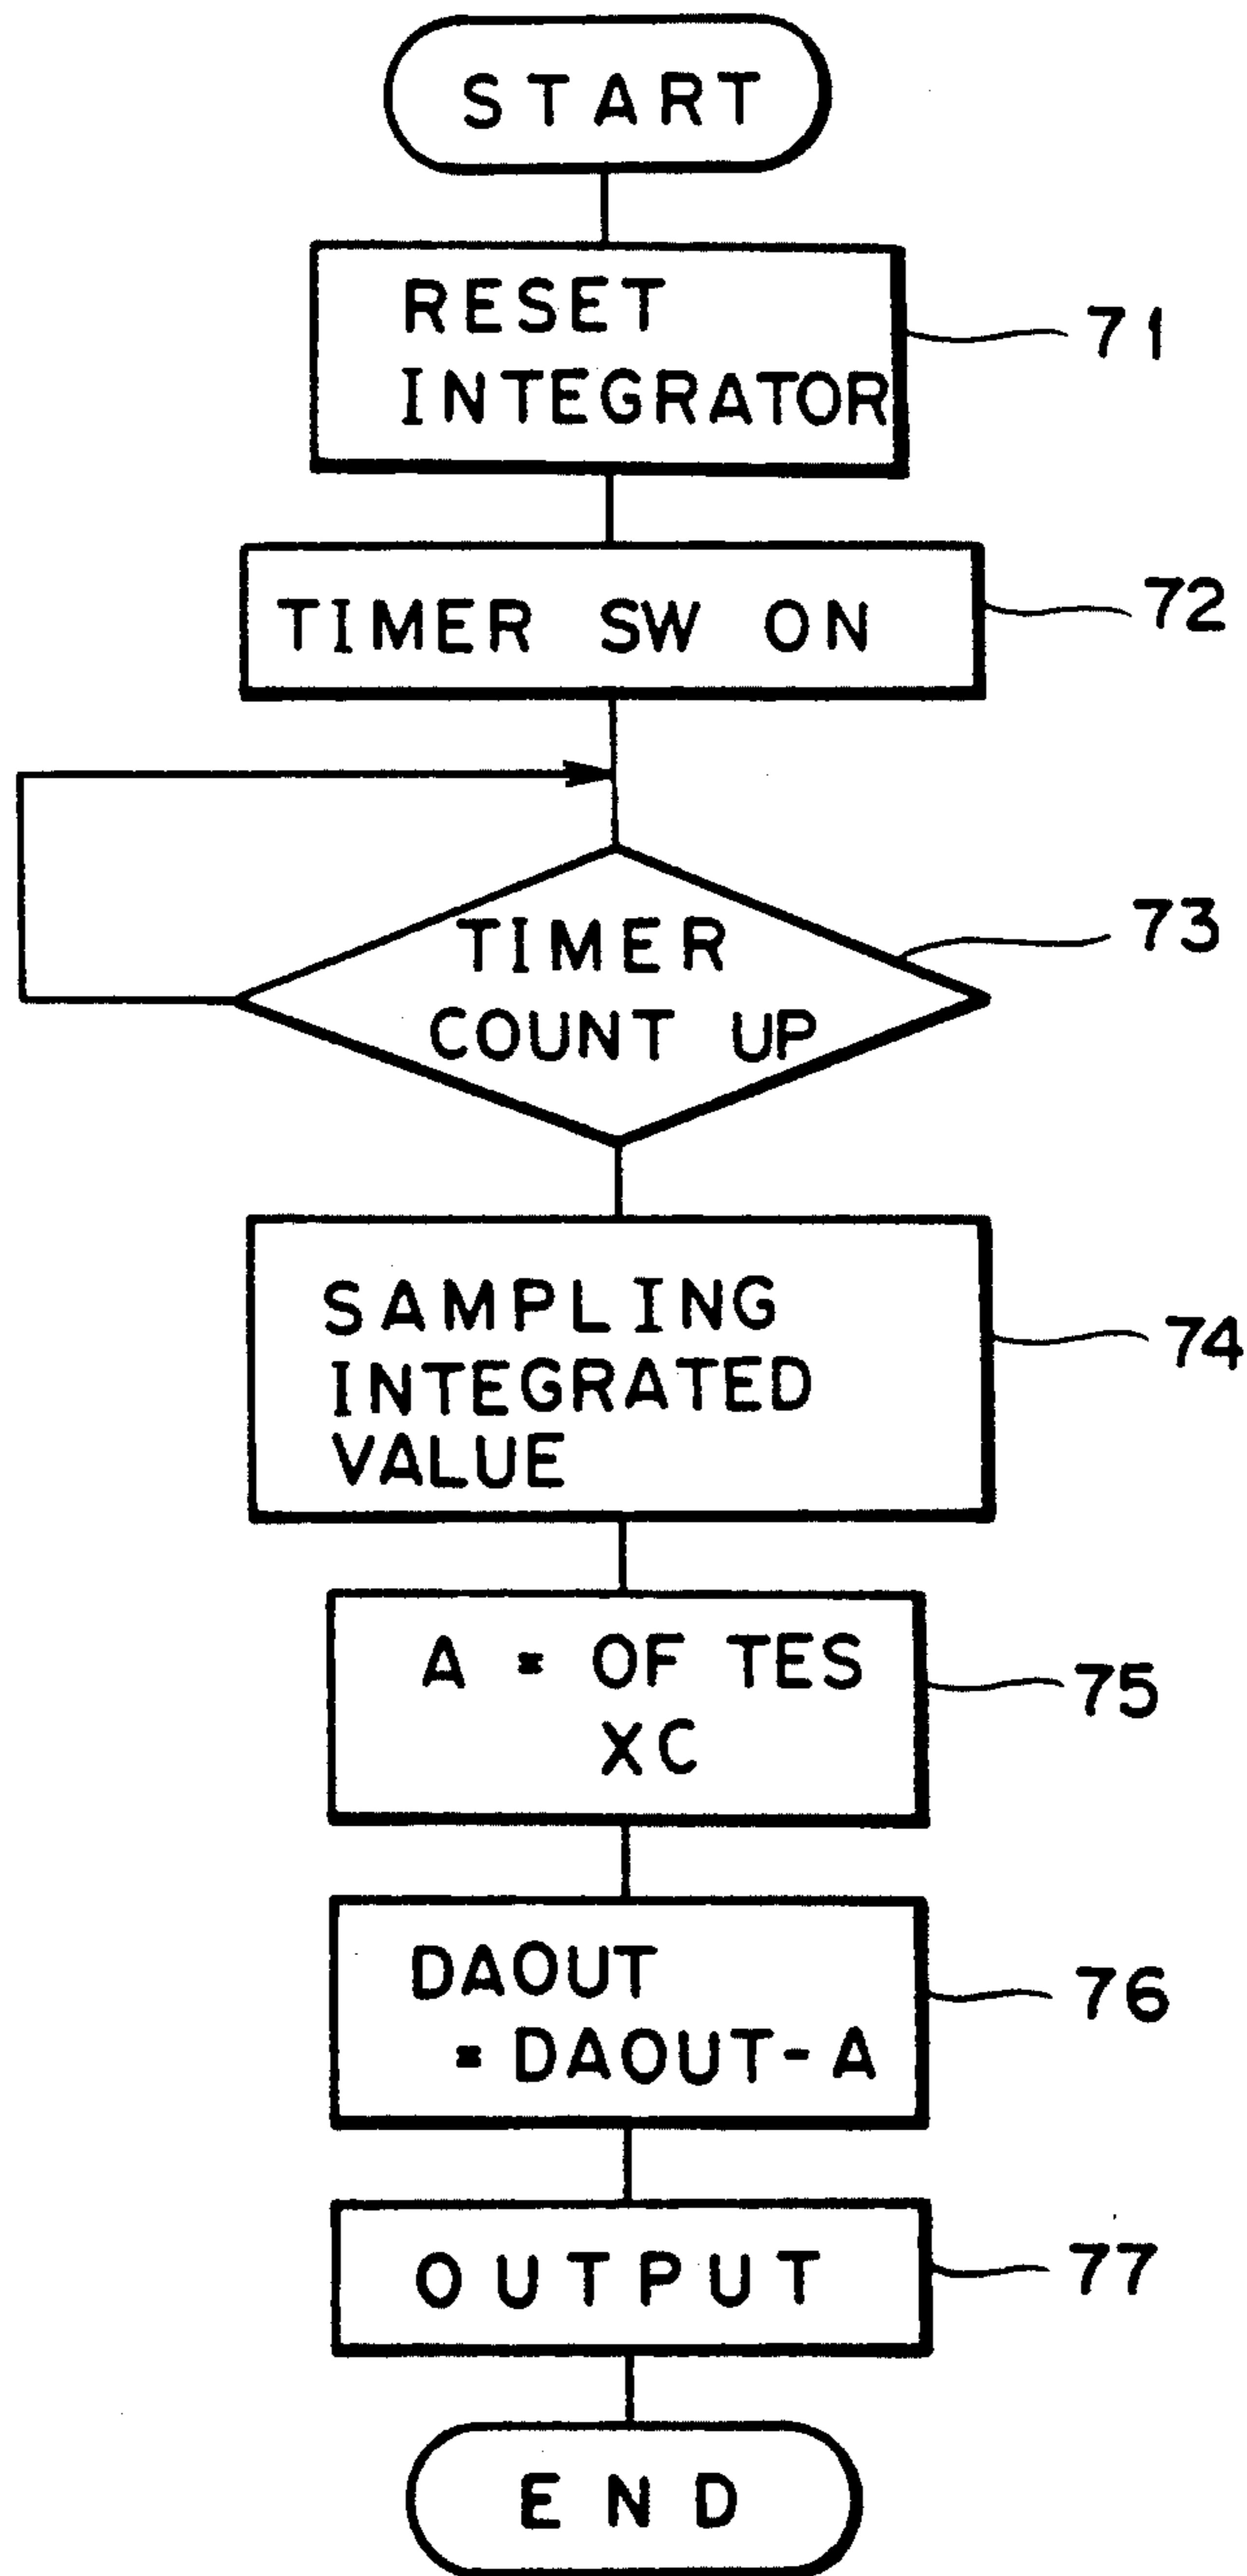 START
RESET
INTEGRATOR
71
TIMER SW ON
72
TIMER
COUNT UP
73
SAMPLING
INTEGRATED
VALUE
74
A = OF TES
XC
75
DAOUT
= DAOUT-A
76
OUTPUT
77
END